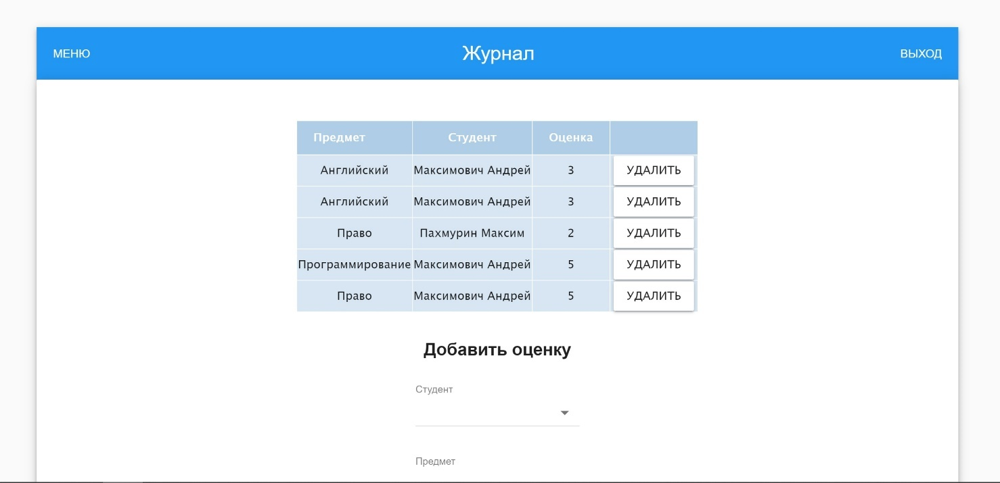 МЕНЮ Журнал ВЫХОД
Предмет Студент Оценка
Английский Максимович Андрей 3 УДАЛИТЬ
Английский Максимович Андрей 3 УДАЛИТЬ
Право Пахмурин Максим 2 УДАЛИТЬ
Программирование Максимович Андрей 5 УДАЛИТЬ
Право Максимович Андрей 5 УДАЛИТЬ
Добавить оценку
Студент
Предмет